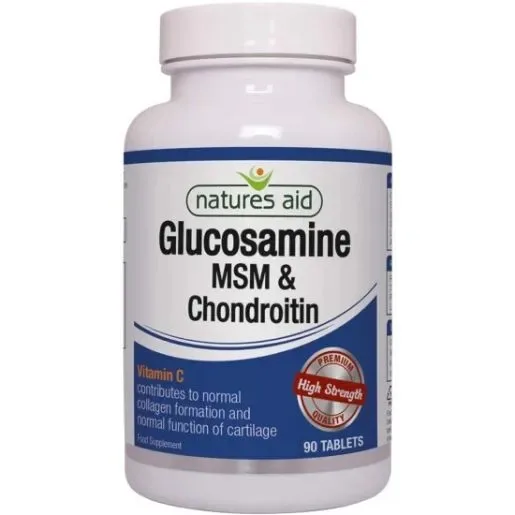 natures aid
Glucosamine
MSM &
Chondroitin
Vitamin C
contributes to normal
collagen formation and
normal function of cartilage
Food Supplement
PREMIUM
High Strength
QUALITY
90 TABLETS